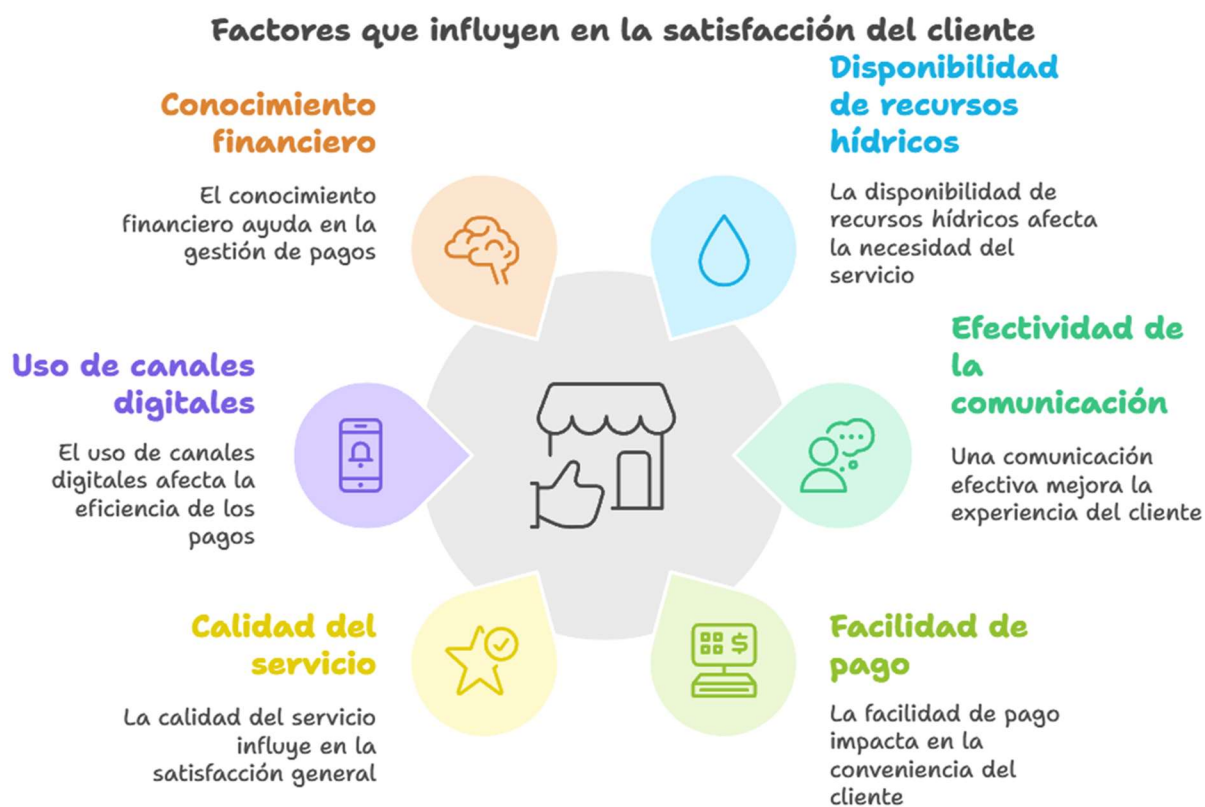 Factores que influyen en la satisfacción del cliente
Conocimiento
financiero
El conocimiento
financiero ayuda en la
gestión de pagos
Disponibilidad
de recursos
hídricos
La disponibilidad de
recursos hídricos afecta
la necesidad del
servicio
Uso de canales
digitales
El uso de canales
digitales afecta la
eficiencia de los
pagos
Efectividad de
la
comunicación
Una comunicación
efectiva mejora la
experiencia del cliente
Calidad del
servicio
La calidad del servicio
influye en la
satisfacción general
Facilidad de
pago
La facilidad de pago
impacta en la
conveniencia del
cliente
$